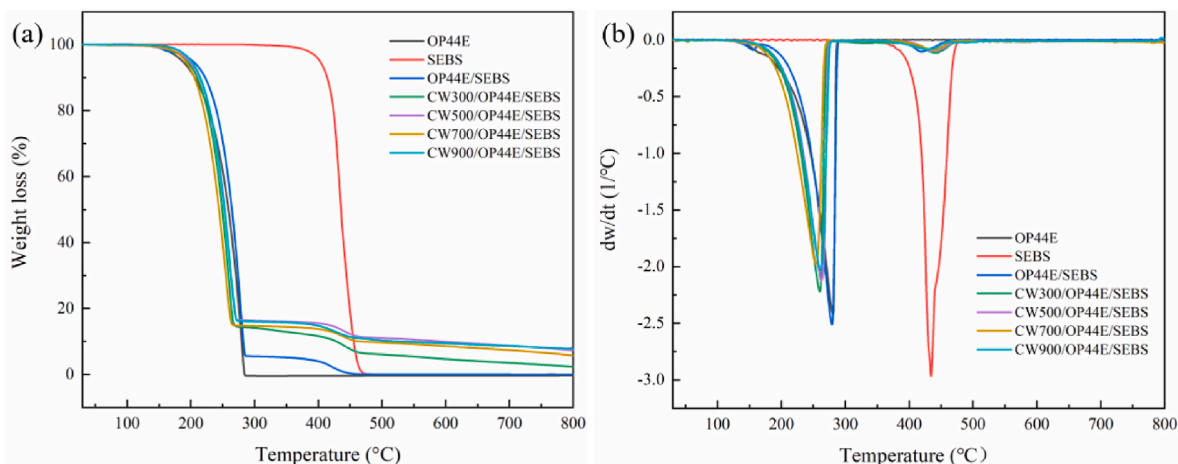 (a)
100
80
60
40
20
0
Weight loss (%)
OP44E
SEBS
OP44E/SEBS
CW300/OP44E/SEBS
CW500/OP44E/SEBS
CW700/OP44E/SEBS
CW900/OP44E/SEBS
100 200 300 400 500 600 700 800
Temperature (°C)
(b)
0.0
-0.5
-1.0
-1.5
-2.0
-2.5
-3.0
dw/dt (1/°C)
OP44E
SEBS
OP44E/SEBS
CW300/OP44E/SEBS
CW500/OP44E/SEBS
CW700/OP44E/SEBS
CW900/OP44E/SEBS
100 200 300 400 500 600 700 800
Temperature (°C）